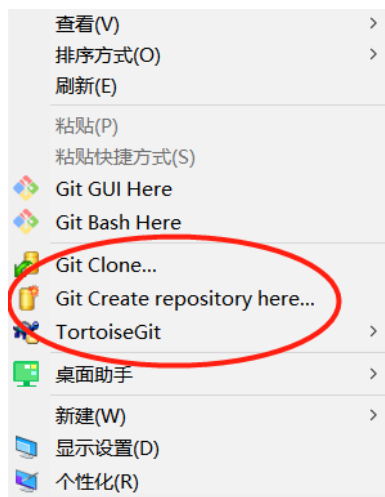 查看(V)
排序方式(O)
刷新(E)
粘贴(P)
粘贴快捷方式(S)
Git GUI Here
Git Bash Here
Git Clone...
Git Create repository here...
TortoiseGit
桌面助手
新建(W)
显示设置(D)
个性化(R)